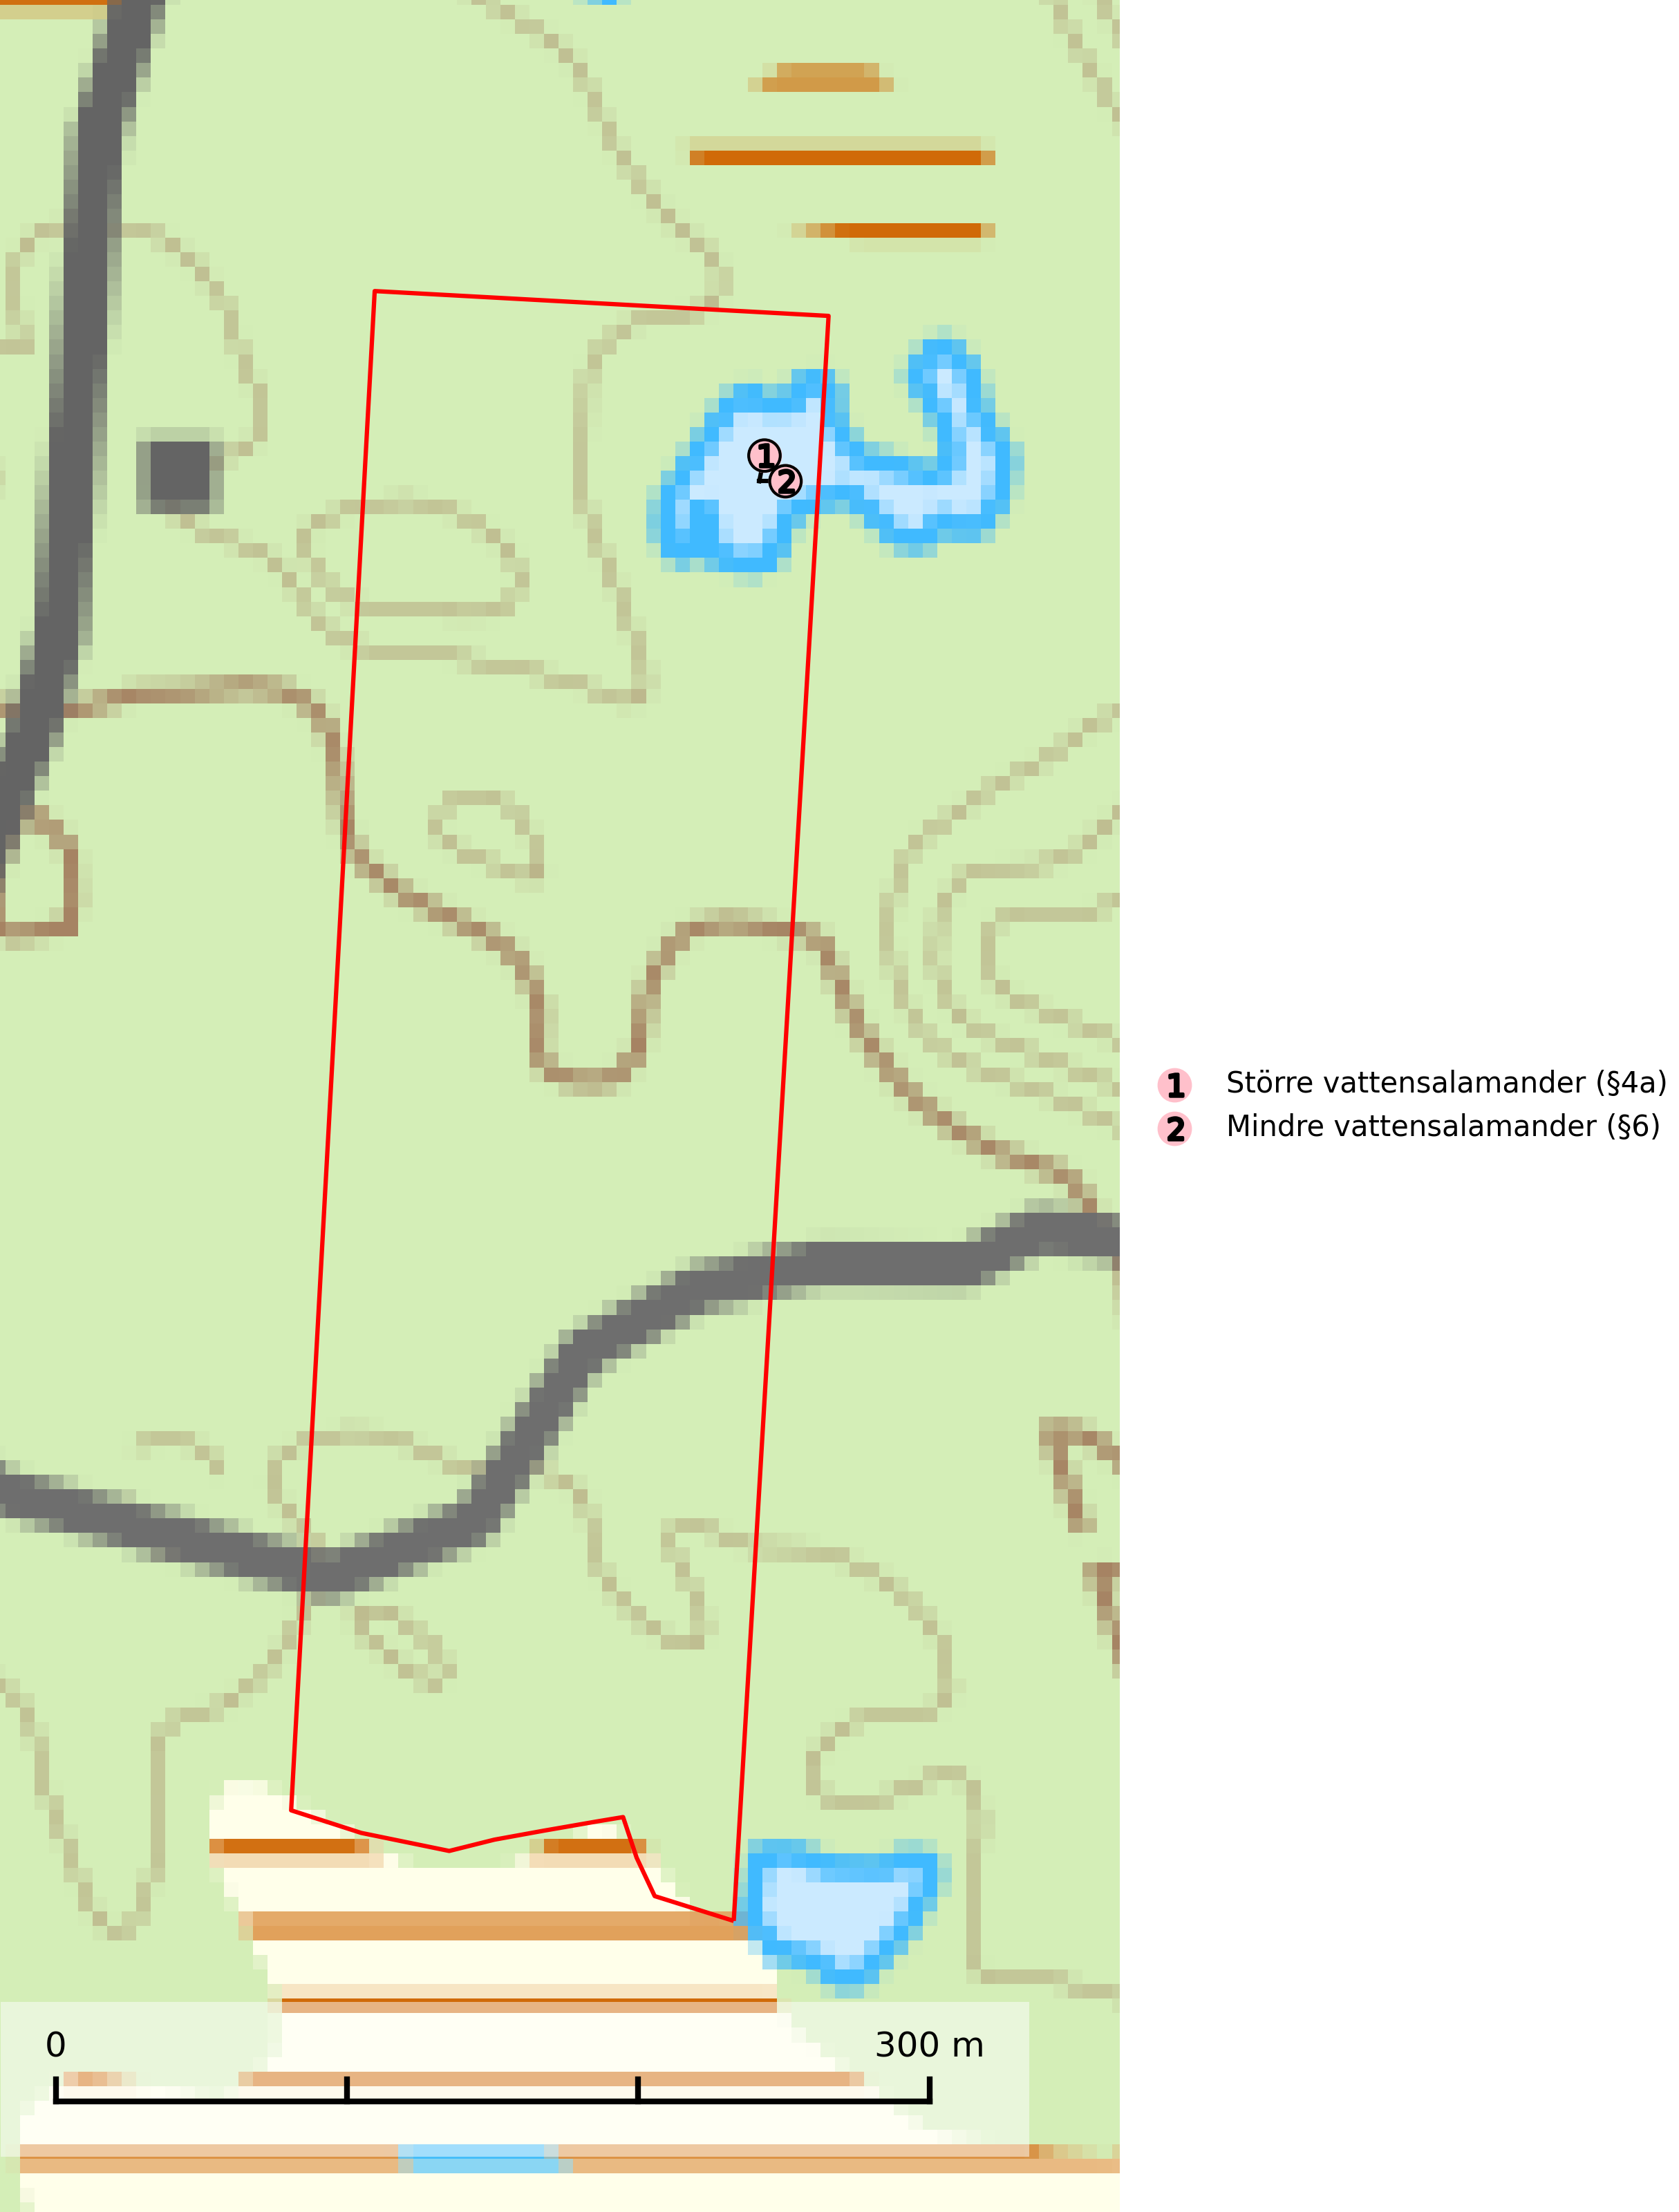 1
2
1 Större vattensalamander (§4a)
2 Mindre vattensalamander (§6)
0 300 m